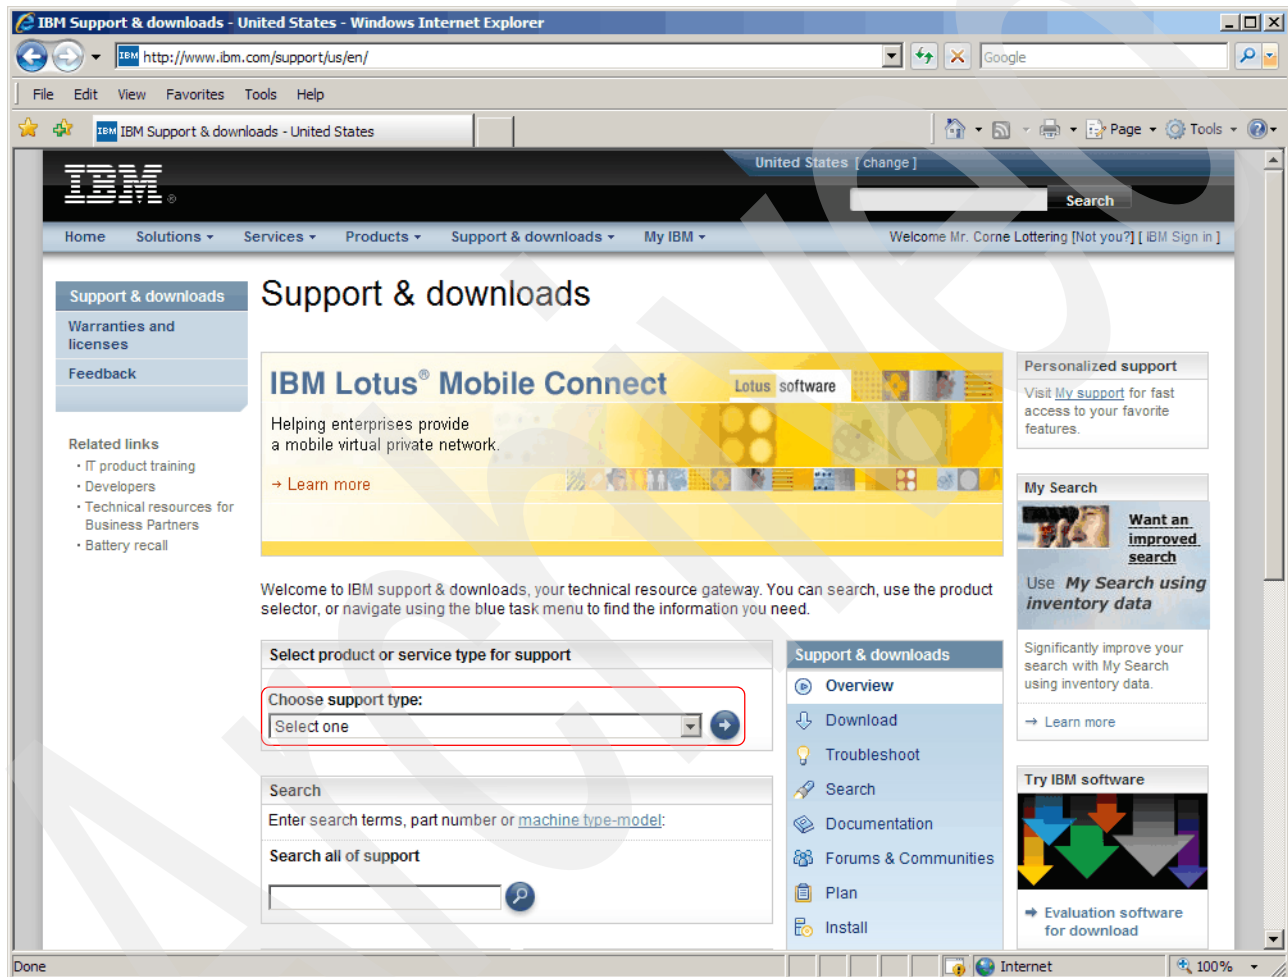 IBM Support & downloads - United States - Windows Internet Explorer
http://www.ibm.com/support/us/en/
Google
File Edit View Favorites Tools Help
IBM Support & downloads - United States
Page Tools
United States [ change ]
IBM®
Search
Home Solutions Services Products Support & downloads My IBM
Welcome Mr. Corne Lottering [Not you?] [ IBM Sign in ]
Support & downloads
Warranties and
licenses
Feedback
Related links
• IT product training
• Developers
• Technical resources for
Business Partners
• Battery recall
Support & downloads
IBM Lotus® Mobile Connect
Lotus software
Helping enterprises provide
a mobile virtual private network.
→ Learn more
Personalized support
Visit My support for fast
access to your favorite
features.
My Search
Want an
improved
search
Use My Search using
inventory data
Significantly improve your
search with My Search
using inventory data.
→ Learn more
Welcome to IBM support & downloads, your technical resource gateway. You can search, use the product
selector, or navigate using the blue task menu to find the information you need.
Select product or service type for support
Choose support type:
Select one
Search
Enter search terms, part number or machine type-model:
Search all of support
Support & downloads
Overview
Download
Troubleshoot
Search
Documentation
Forums & Communities
Plan
Install
Try IBM software
→ Evaluation software
for download
Done
Internet
100%
Archived